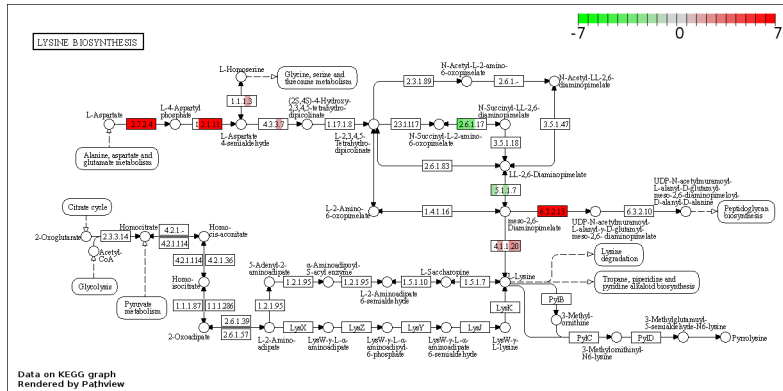 -7
0
7
LYSINE BIOSYNTHESIS
L-Homoserine
Glycine, serine and
threonine metabolism
N-Acetyl-L-2-amino-
6-oxopimelate
2.3.1.89
2.6.1.-
N-Acetyl-LL-2,6-
diaminopimelate
1.1.1.3
L-Aspartate
L-4-Aspartyl
phosphate
(2S,4S)-4-Hydroxy-
2,3,4,5-tetrahydro-
dipicolinate
N-Succinyl-LL-2,6-
diaminopimelate
2.7.2.4
1.2.1.11
4.3.3.7
1.17.1.8
2.3.1.117
2.6.1.17
3.5.1.47
L-Aspartate
4-semialdehyde
L-2,3,4,5-
Tetrahydro-
dipicolinate
N-Succinyl-L-2-amino-
6-oxopimelate
3.5.1.18
Alanine, aspartate and
glutamate metabolism
2.6.1.83
LL-2,6-Diaminopimelate
5.1.1.7
UDP-N-acetylmuramoyl-
L-alanyl-D-glutamyl-
meso-2,6-diaminopimeloyl-
D-alanyl-D-alanine
Citrate cycle
1.4.1.16
6.3.2.13
6.3.2.10
Peptidoglycan
biosynthesis
L-2-Amino-
6-oxopimelate
meso-2,6-
Diaminopimelate
UDP-N-acetylmuramoyl-
L-alanyl-γ-D-glutamyl-
meso-2,6-diaminopimelate
Homocitrate
4.2.1.-
4.2.1.114
Homo-
cis-aconitate
2-Oxoglutarate
2.3.3.14
Acetyl-
CoA
4.2.1.114
4.2.1.36
4.1.1.20
Lysine
degradation
Glycolysis
Homo-
isocitrate
5-Adenyl-2-
aminoadipate
α-Aminoadipoyl-
S-acyl enzyme
L-Saccharopine
L-Lysine
1.2.1.95
1.2.1.95
1.5.1.10
1.5.1.7
Tropane, piperidine and
pyridine alkaloid biosynthesis
Pyruvate
metabolism
L-2-Aminoadipate
6-semialdehyde
1.1.1.87
1.1.1.286
1.2.1.95
LysK
PylB
3-Methyl-
ornithine
3-Methylglutamyl-
5-semialdehyde-N6-lysine
2.6.1.39
2.6.1.57
LysX
LysZ
LysY
LysJ
2-Oxoadipate
L-2-Amino-
adipate
LysW-γ-L-α-
aminoadipate
LysW-γ-L-α-
aminoadipyl-
6-phosphate
LysW-γ-L-α-
aminoadipate
6-semialdehyde
LysW-γ-
L-lysine
PylC
PylD
Pyrrolysine
3-Methylornithinyl-
N6-lysine
Data on KEGG graph
Rendered by Pathview